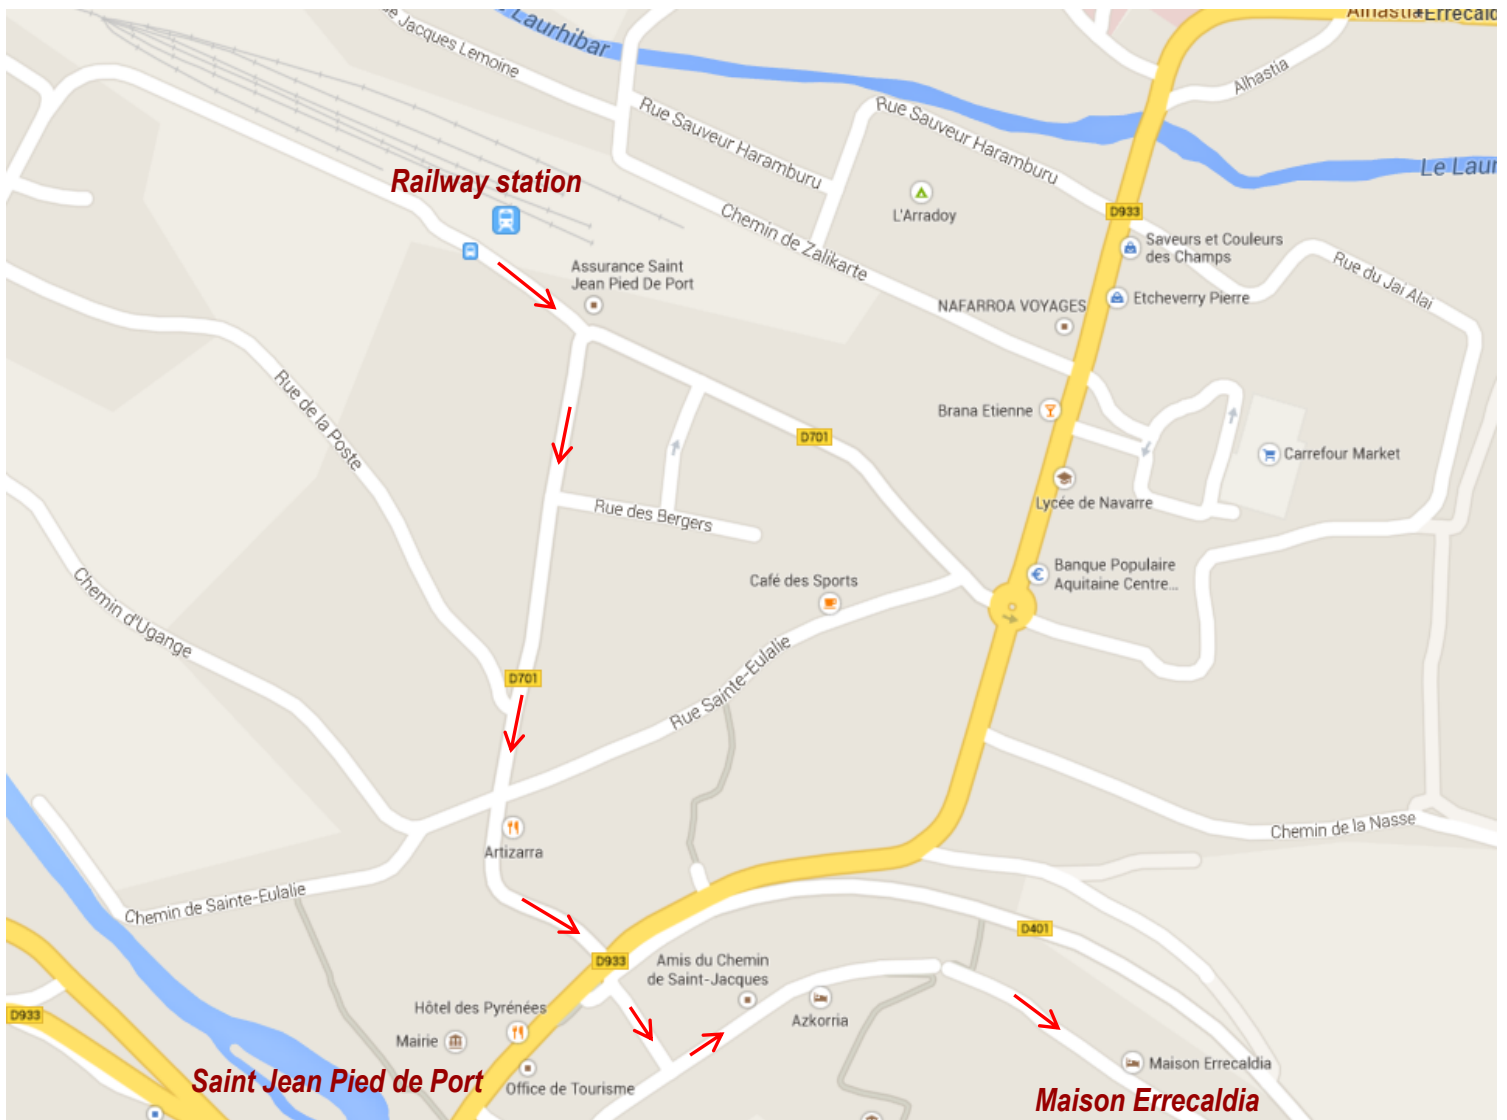 Laurhibar
Alhastia
Errecald
Jacques Lemoine
Alhastia
Rue Sauveur Haramburu
Rue Sauveur Haramburu
Le Laur
Railway station
L'Arradoy
D933
Chemin de Zalikarte
Saveurs et Couleurs
des Champs
Rue du Jai Alai
Assurance Saint
Jean Pied De Port
Etcheverry Pierre
NAFARROA VOYAGES
Rue de la Poste
Brana Etienne
D701
Carrefour Market
Lycée de Navarre
Rue des Bergers
Chemin d'Ugange
Café des Sports
Banque Populaire
Aquitaine Centre...
D701
Rue Sainte-Eulalie
Chemin de la Nasse
Artizarra
Chemin de Sainte-Eulalie
D401
D933
Amis du Chemin
de Saint-Jacques
Hôtel des Pyrénées
D933
Azkorria
Mairie
Maison Errecaldia
Saint Jean Pied de Port
Office de Tourisme
Maison Errecaldia